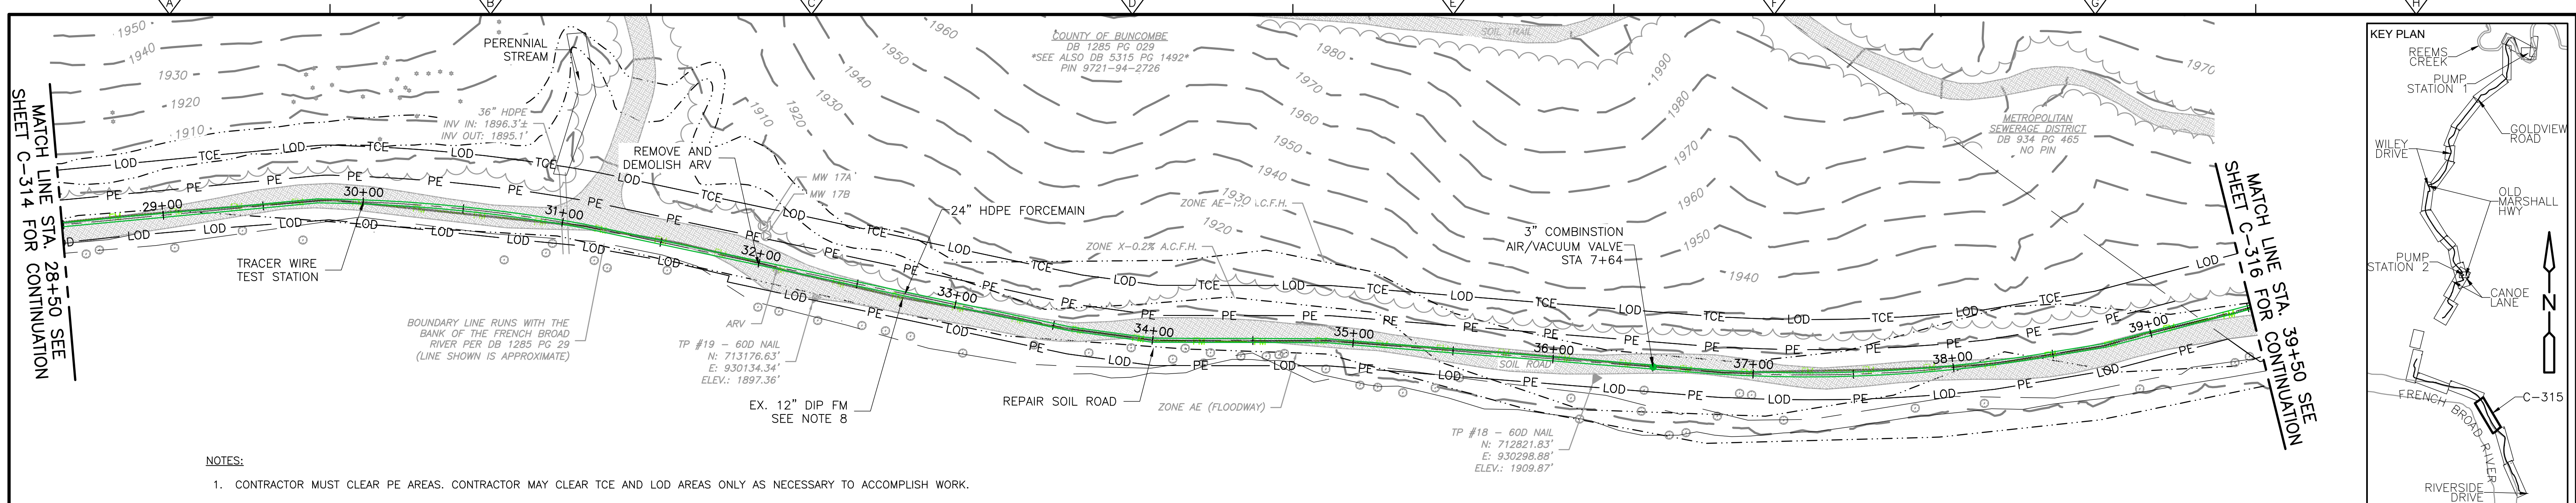 A
B
C
D
E
F
G
H
1950
1940
1930
1920
1910
PERENNIAL
STREAM
36" HDPE
INV IN: 1896.3'±
INV OUT: 1895.1'
1960
1950
1940
1930
1920
1910
COUNTY OF BUNCOMBE
DB 1285 PG 029
*SEE ALSO DB 5315 PG 1492*
PIN 9721-94-2726
1980
1970
1960
1950
1940
1930
1920
SOIL TRAIL
1990
1980
1970
1960
1950
1940
1970
METROPOLITAN
SEWERAGE DISTRICT
DB 934 PG 465
NO PIN
MATCH LINE STA. 28+50 SEE
SHEET C-314 FOR CONTINUATION
LOD
TCE
PE
REMOVE AND
DEMOLISH ARV
MW 17A
MW 17B
24" HDPE FORCEMAIN
ZONE X-0.2% A.C.F.H.
3" COMBINSTION
AIR/VACUUM VALVE
STA 7+64
29+00
30+00
31+00
32+00
33+00
34+00
35+00
36+00
37+00
38+00
39+00
TRACER WIRE
TEST STATION
BOUNDARY LINE RUNS WITH THE
BANK OF THE FRENCH BROAD
RIVER PER DB 1285 PG 29
(LINE SHOWN IS APPROXIMATE)
ARV
TP #19 - 60D NAIL
N: 713176.63'
E: 930134.34'
ELEV.: 1897.36'
EX. 12" DIP FM
SEE NOTE 8
REPAIR SOIL ROAD
ZONE AE (FLOODWAY)
SOIL ROAD
TP #18 - 60D NAIL
N: 712821.83'
E: 930298.88'
ELEV.: 1909.87'
MATCH LINE STA. 39+50 SEE
SHEET C-316 FOR CONTINUATION
NOTES:
1. CONTRACTOR MUST CLEAR PE AREAS. CONTRACTOR MAY CLEAR TCE AND LOD AREAS ONLY AS NECESSARY TO ACCOMPLISH WORK.
KEY PLAN
REEMS
CREEK
PUMP
STATION 1
GOLDVIEW
ROAD
WILEY
DRIVE
OLD
MARSHALL
HWY
PUMP
STATION 2
CANOE
LANE
N
C-315
FRENCH BROAD RIVER
RIVERSIDE
DRIVE